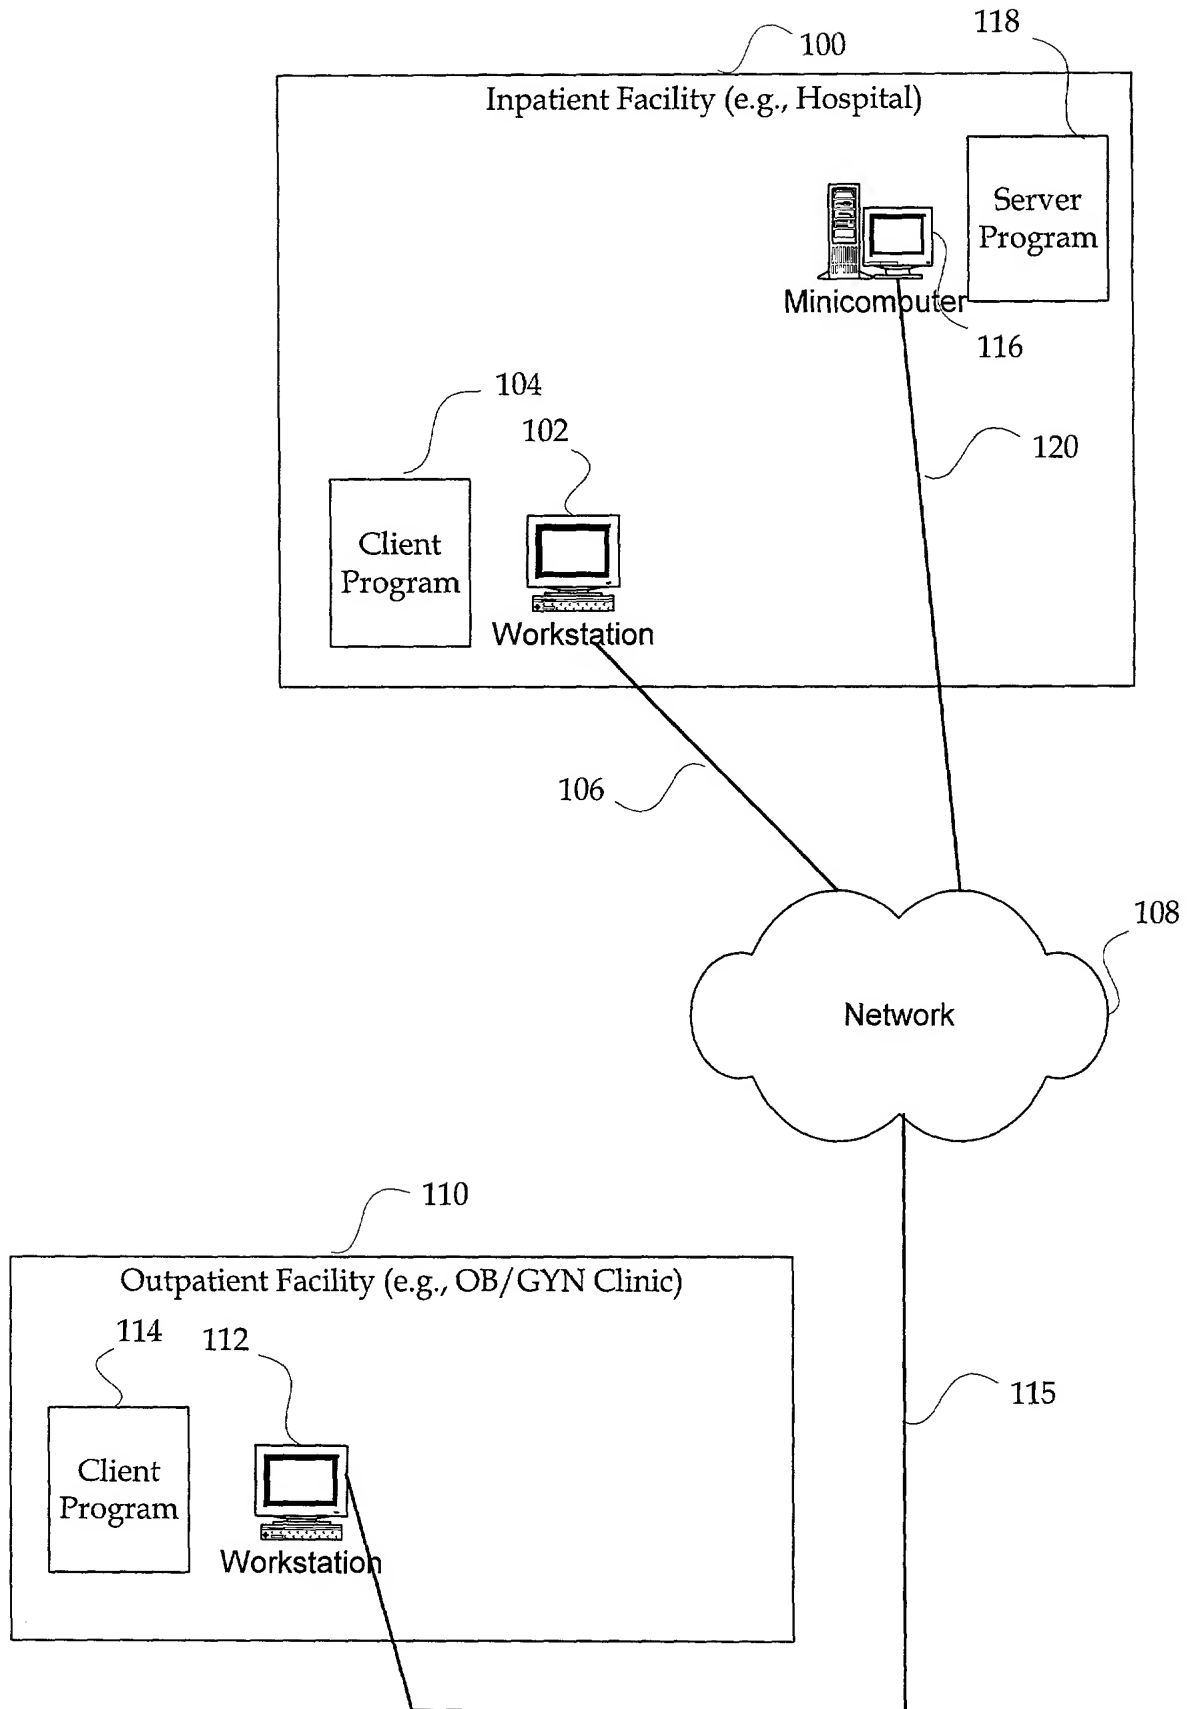 118
100
Inpatient Facility (e.g., Hospital)
Server
Program
Minicomputer
116
104
102
120
Client
Program
Workstation
106
108
Network
110
Outpatient Facility (e.g., OB/GYN Clinic)
114
112
115
Client
Program
Workstation